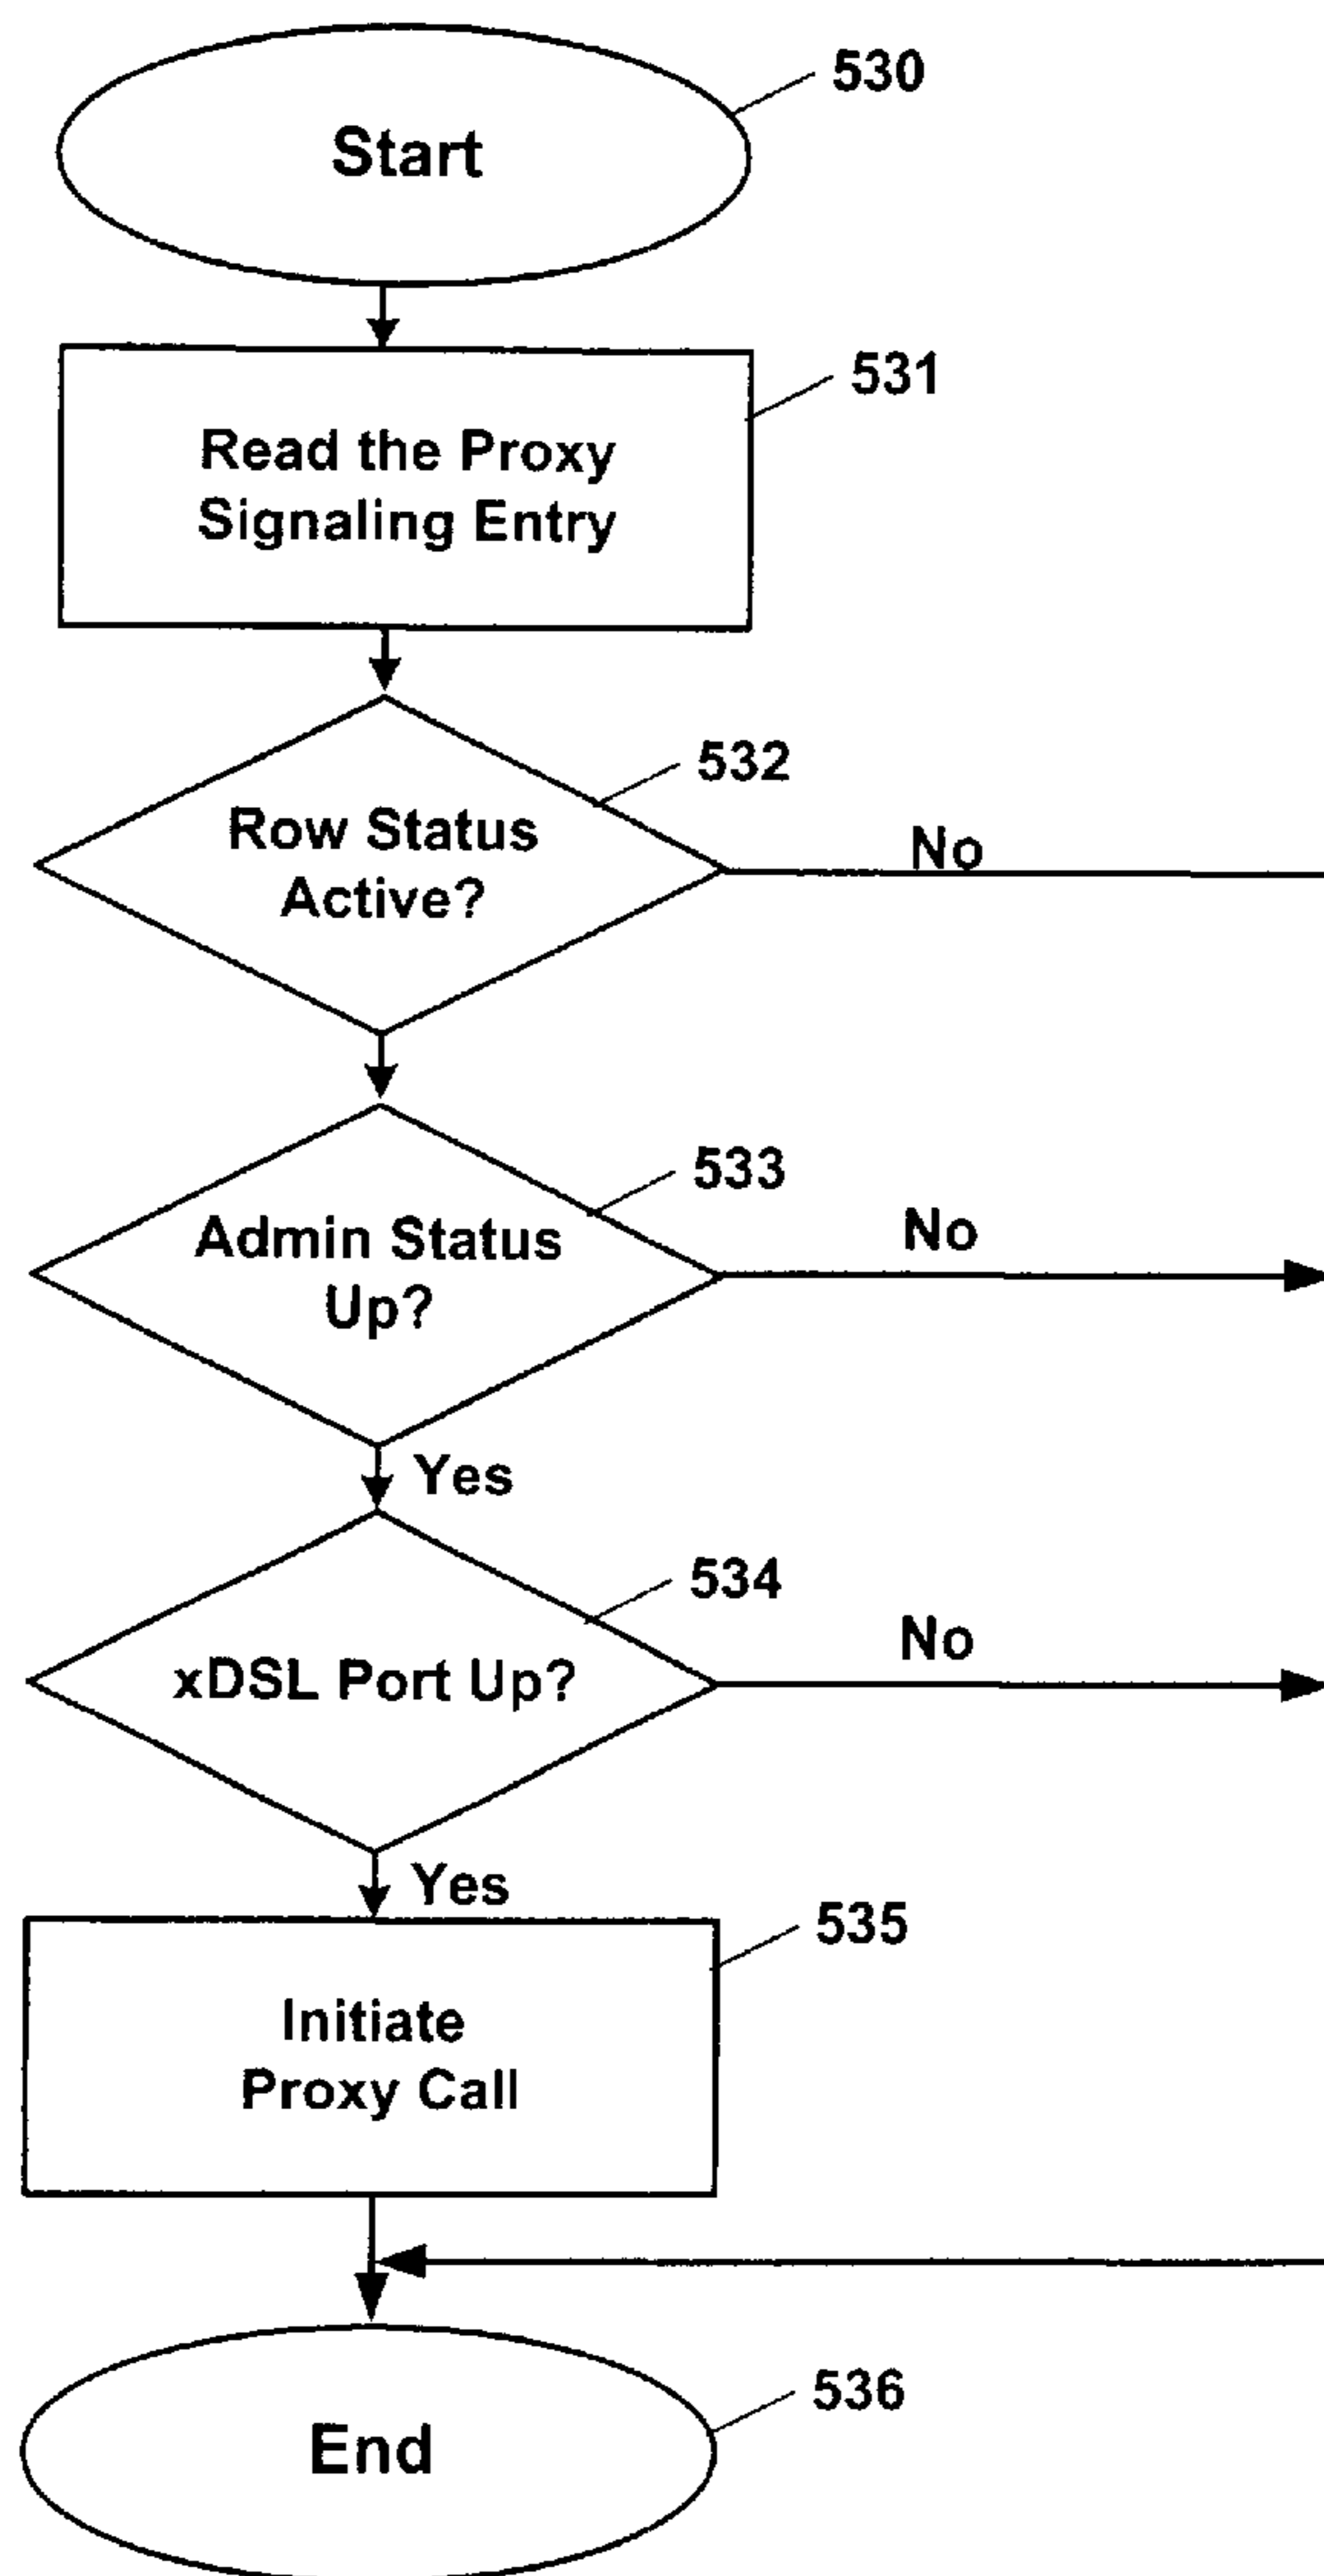 530
Start
531
Read the Proxy
Signaling Entry
532
Row Status
Active?
No
533
Admin Status
Up?
No
Yes
534
xDSL Port Up?
No
Yes
535
Initiate
Proxy Call
536
End